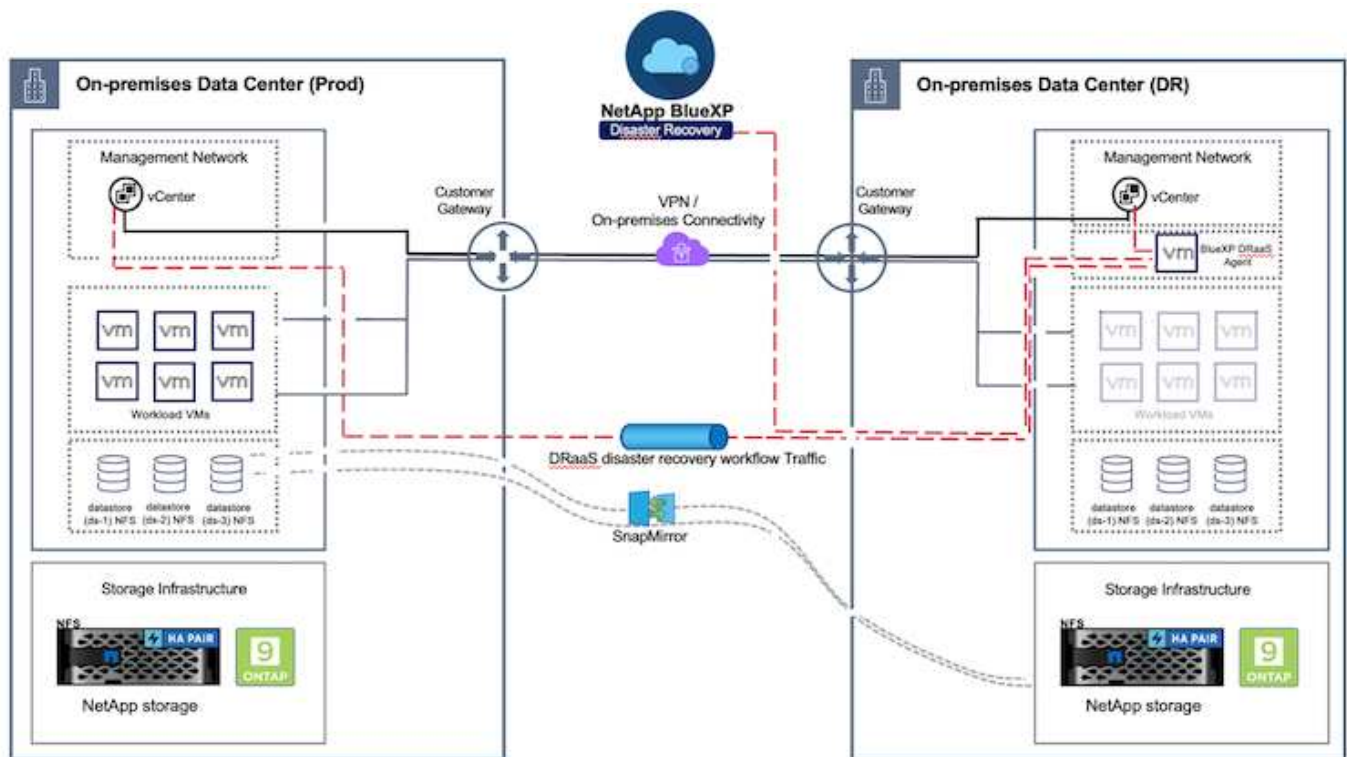 NetApp BlueXP
Disaster Recovery
On-premises Data Center (Prod)
Management Network
vCenter
Customer
Gateway
vm vm vm
vm vm vm
Workload VMs
datastore datastore datastore
(ds-1) NFS (ds-2) NFS (ds-3) NFS
Storage Infrastructure
NFS
HA PAIR
9
ONTAP
NetApp storage
VPN /
On-premises Connectivity
DRaaS disaster recovery workflow Traffic
SnapMirror
On-premises Data Center (DR)
Management Network
vCenter
Customer
Gateway
vm
BlueXP DRaaS
Agent
vm vm vm
vm vm vm
Workload VMs
datastore datastore datastore
(ds-1) NFS (ds-2) NFS (ds-3) NFS
Storage Infrastructure
NFS
HA PAIR
9
ONTAP
NetApp storage